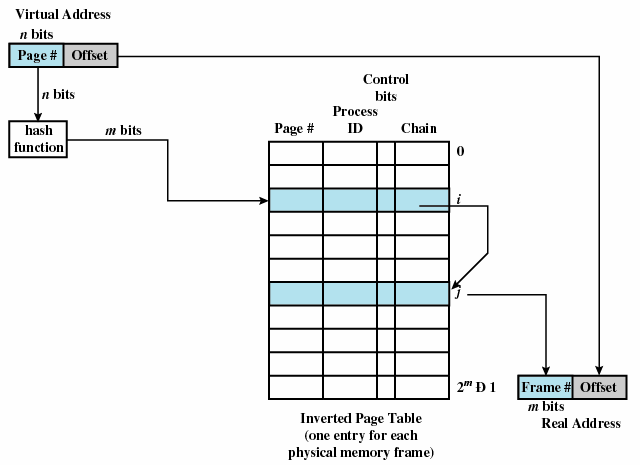 Virtual Address
n bits
Page # Offset
n bits
hash
function
m bits
Control
bits
Process
Page # ID Chain
0
i
j
2^m Đ 1
Frame # Offset
m bits
Real Address
Inverted Page Table
(one entry for each
physical memory frame)